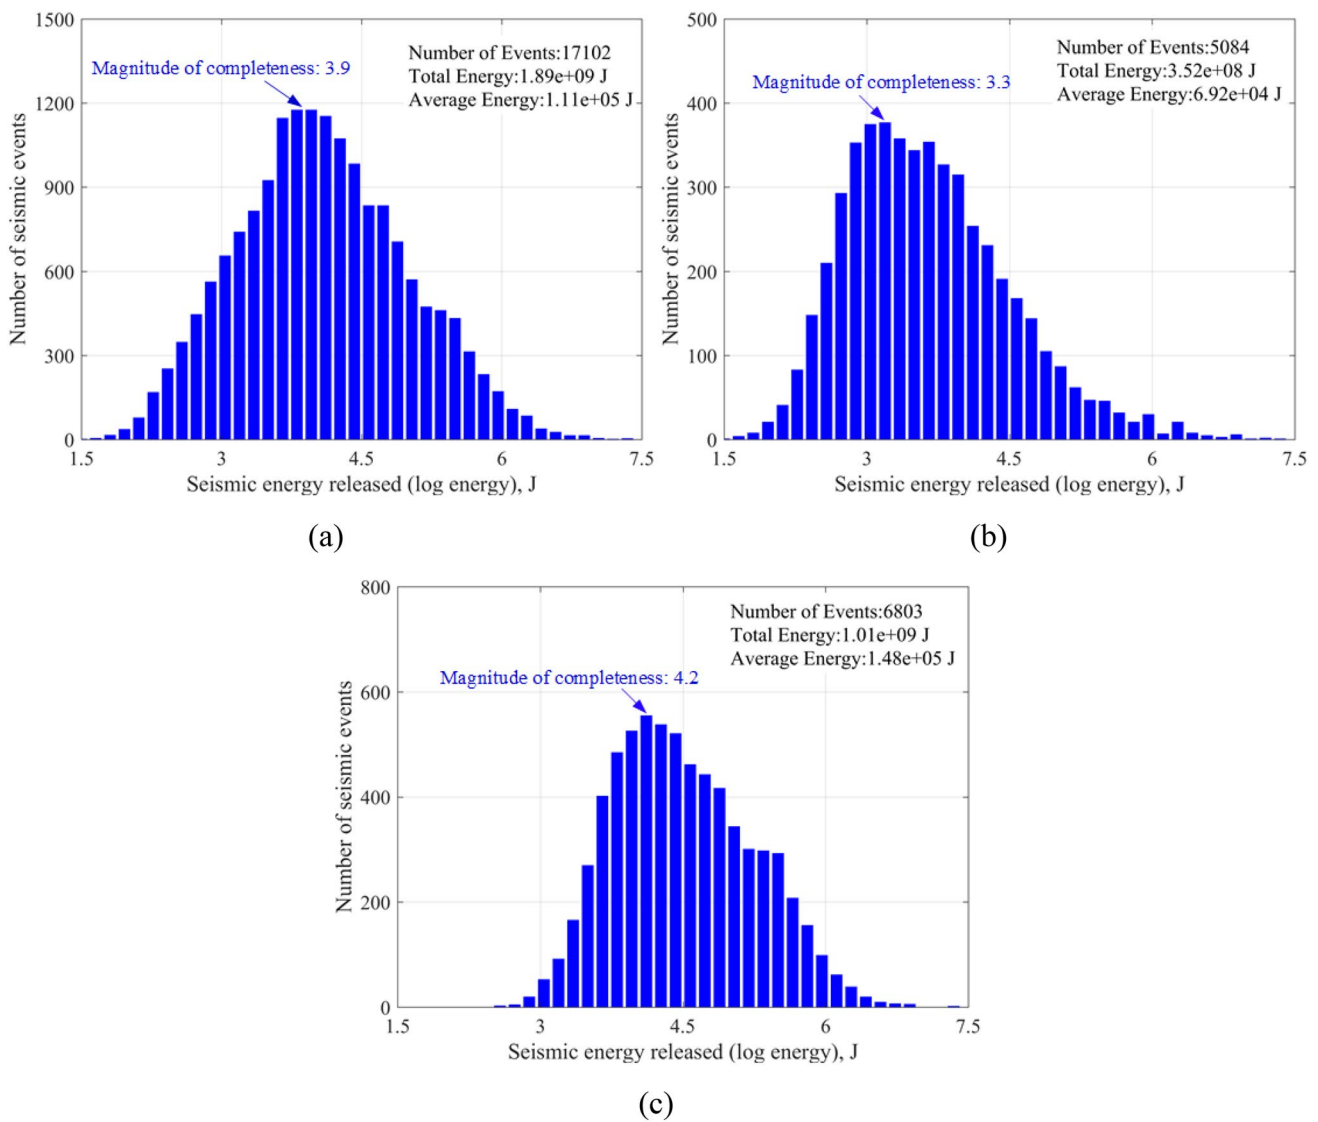 1500
1200
900
600
300
0
Number of seismic events
Magnitude of completeness: 3.9
Number of Events:17102
Total Energy:1.89e+09 J
Average Energy:1.11e+05 J
1.5 3 4.5 6 7.5
Seismic energy released (log energy), J
(a)
500
400
300
200
100
0
Number of seismic events
Magnitude of completeness: 3.3
Number of Events:5084
Total Energy:3.52e+08 J
Average Energy:6.92e+04 J
1.5 3 4.5 6 7.5
Seismic energy released (log energy), J
(b)
800
600
400
200
0
Number of seismic events
Magnitude of completeness: 4.2
Number of Events:6803
Total Energy:1.01e+09 J
Average Energy:1.48e+05 J
1.5 3 4.5 6 7.5
Seismic energy released (log energy), J
(c)